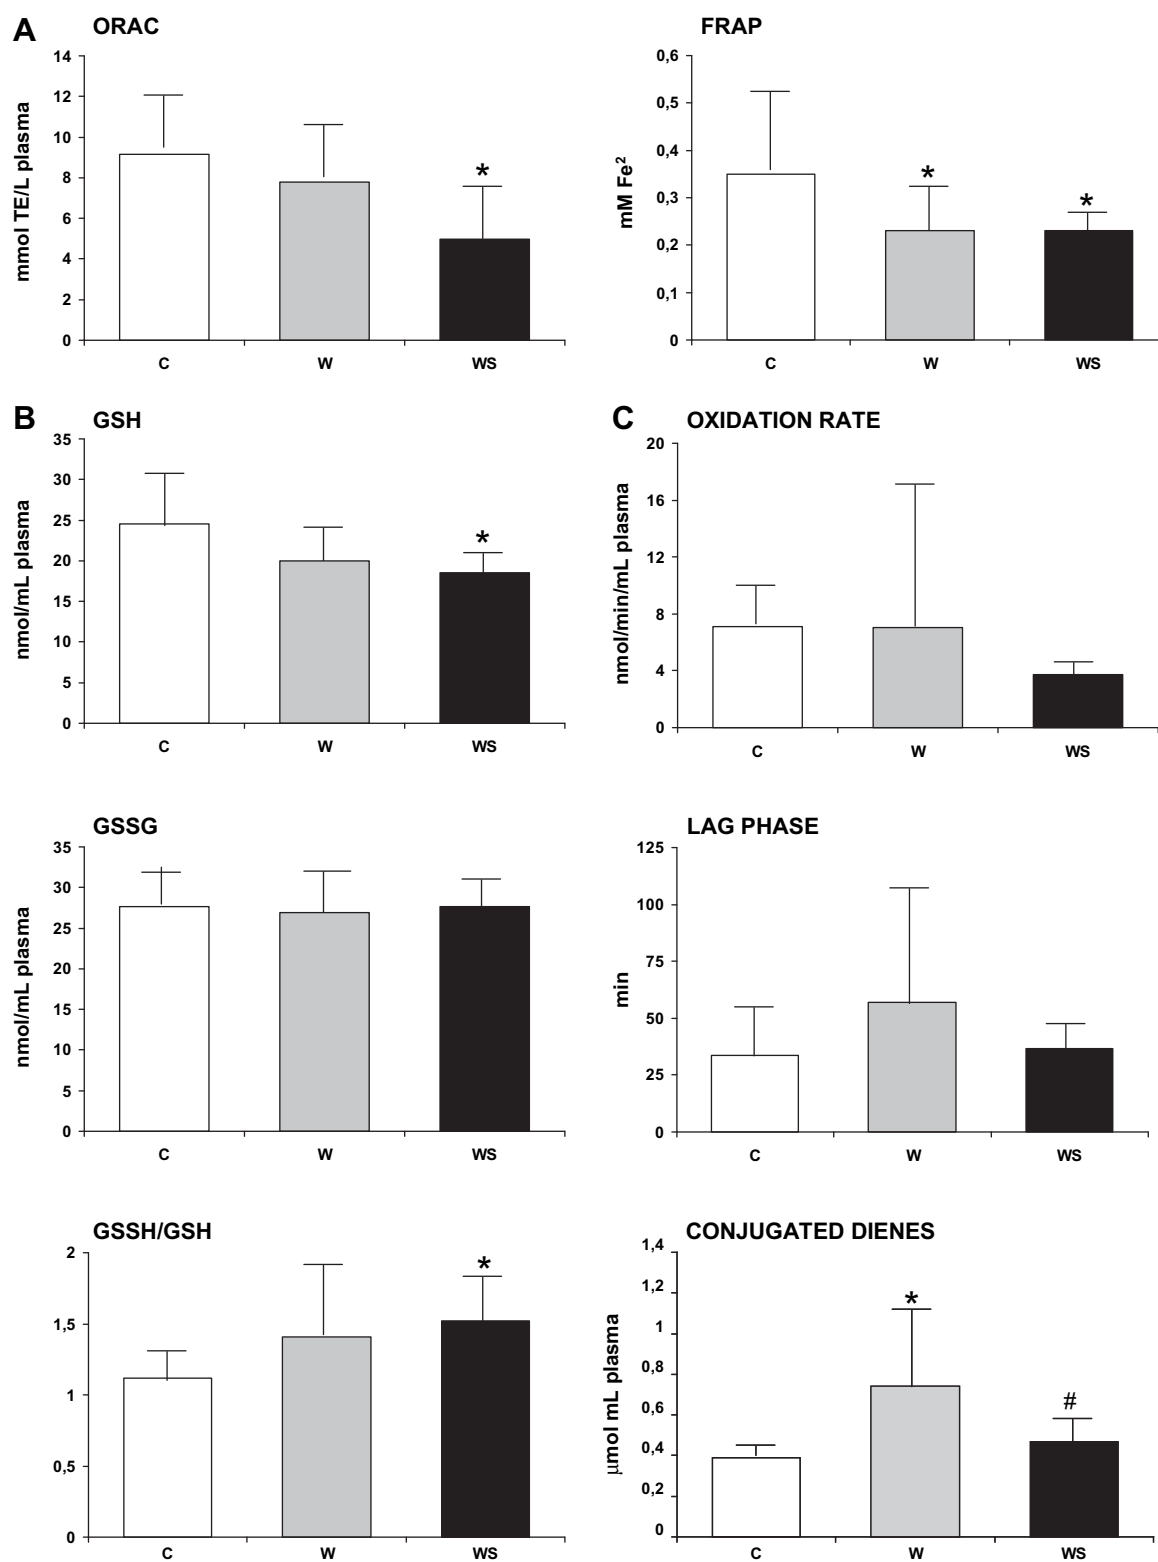 A
ORAC
14
12
10
8
6
4
2
0
mmol TE/L plasma
*
C W WS
FRAP
0,6
0,5
0,4
0,3
0,2
0,1
0
mM Fe²
* *
C W WS
B
GSH
35
30
25
20
15
10
5
0
nmol/mL plasma
*
C W WS
C OXIDATION RATE
20
16
12
8
4
0
nmol/min/mL plasma
C W WS
GSSG
35
30
25
20
15
10
5
0
nmol/mL plasma
C W WS
LAG PHASE
125
100
75
50
25
0
min
C W WS
GSSH/GSH
2
1,5
1
0,5
0
*
C W WS
CONJUGATED DIENES
1,4
1,2
1
0,8
0,6
0,4
0,2
0
μmol mL plasma
*
#
C W WS